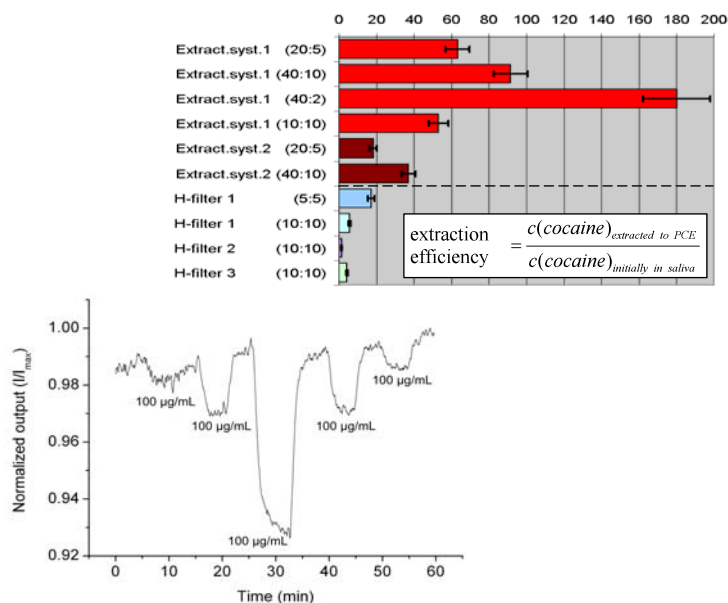 0 20 40 60 80 100 120 140 160 180 200
Extract.syst.1 (20:5)
Extract.syst.1 (40:10)
Extract.syst.1 (40:2)
Extract.syst.1 (10:10)
Extract.syst.2 (20:5)
Extract.syst.2 (40:10)
H-filter 1 (5:5)
H-filter 1 (10:10)
H-filter 2 (10:10)
H-filter 3 (10:10)
extraction efficiency = c(cocaine) extracted to PCE / c(cocaine) initially in saliva
Normalized output (I/Imax)
1.00
0.98
0.96
0.94
0.92
100 µg/mL
100 µg/mL
100 µg/mL
100 µg/mL
100 µg/mL
0 10 20 30 40 50 60
Time (min)